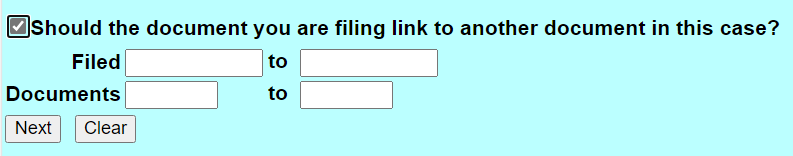 Should the document you are filing link to another document in this case?
Filed to
Documents to
Next Clear